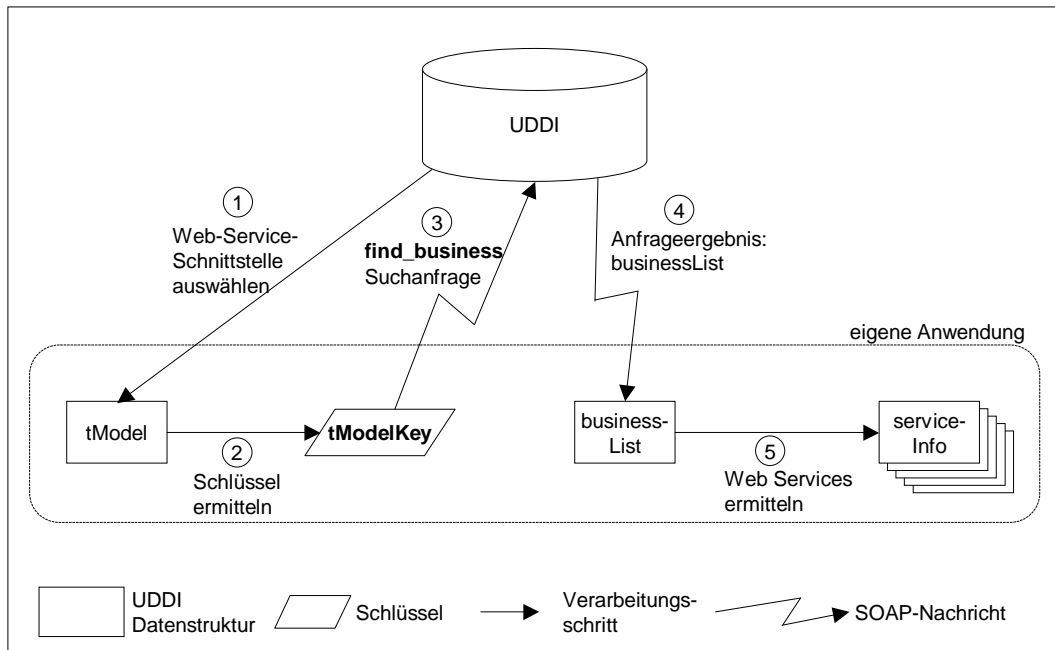 UDDI
1
Web-Service-
Schnittstelle
auswählen
3
find_business
Suchanfrage
4
Anfrageergebnis:
businessList
eigene Anwendung
tModel
2
Schlüssel
ermitteln
tModelKey
business-
List
5
Web Services
ermitteln
service-
Info
UDDI
Datenstruktur
Schlüssel
Verarbeitungs-
schritt
SOAP-Nachricht